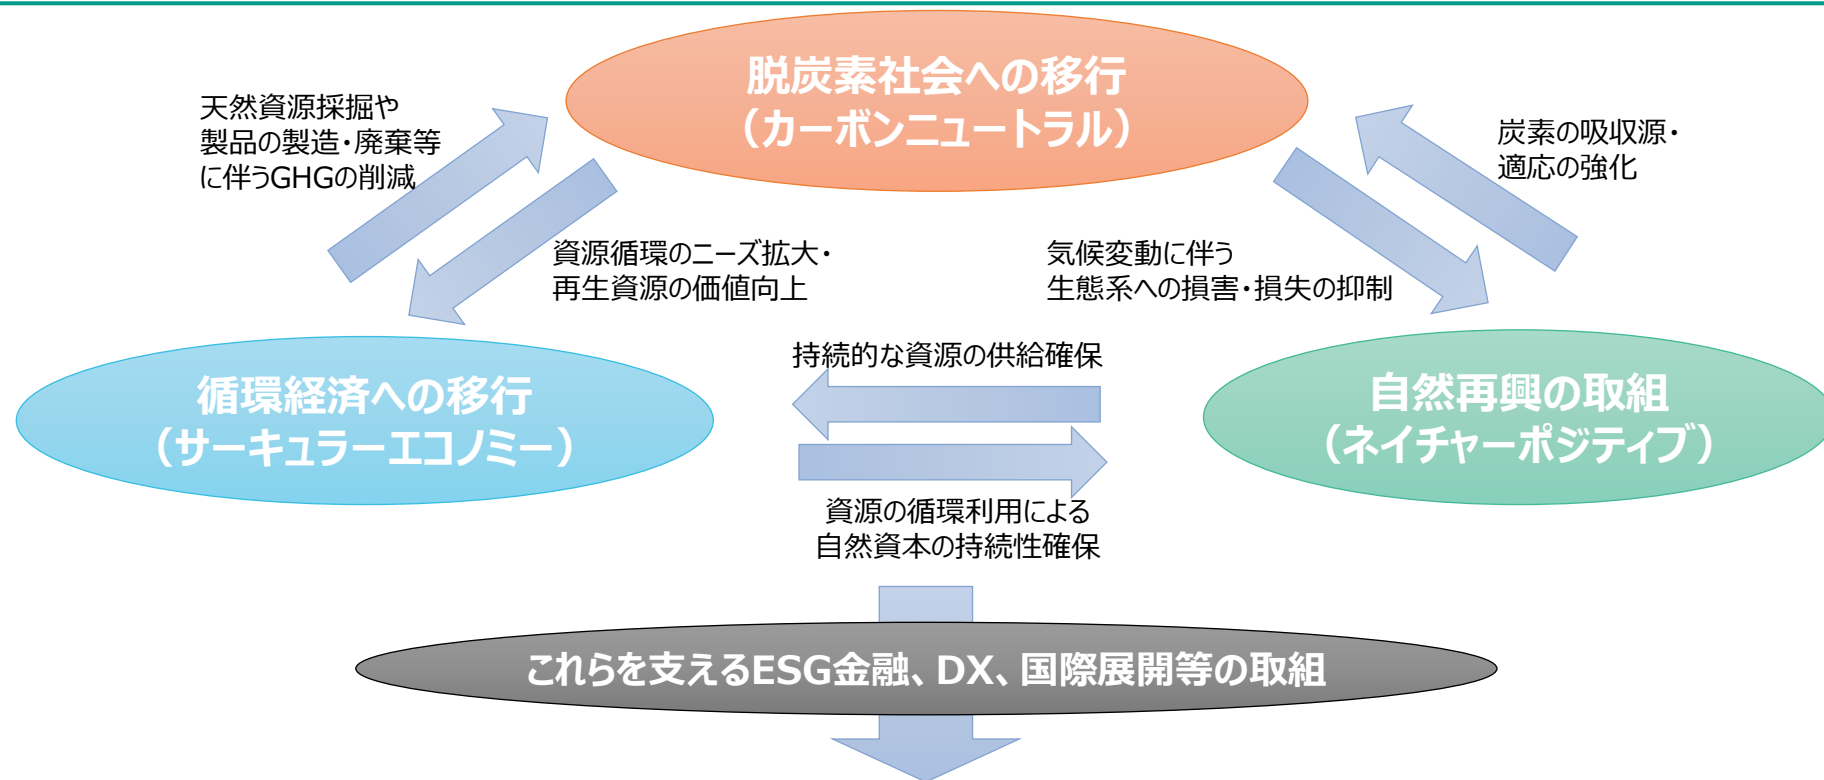 脱炭素社会への移行
（カーボンニュートラル）
天然資源採掘や
製品の製造・廃棄等
に伴うGHGの削減
炭素の吸収源・
適応の強化
資源循環のニーズ拡大・
再生資源の価値向上
気候変動に伴う
生態系への損害・損失の抑制
持続的な資源の供給確保
循環経済への移行
（サーキュラーエコノミー）
自然再興の取組
（ネイチャーポジティブ）
資源の循環利用による
自然資本の持続性確保
これらを支えるESG金融、DX、国際展開等の取組